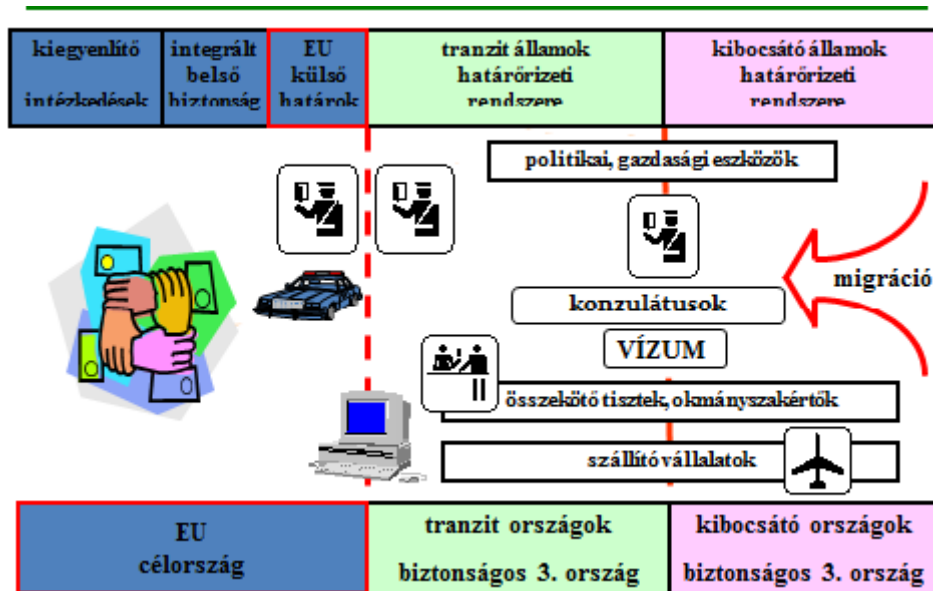 kiegyenlítő
intézkedések
integrált
belső
biztonság
EU
külső
határok
tranzit államok
határőrizeti
rendszere
kibocsátó államok
határőrizeti
rendszere
politikai, gazdasági eszközök
migráció
konzulátusok
VÍZUM
összekötő tisztek, okmányszakértők
szállító vállalatok
EU
célország
tranzit országok
biztonságos 3. ország
kibocsátó országok
biztonságos 3. ország